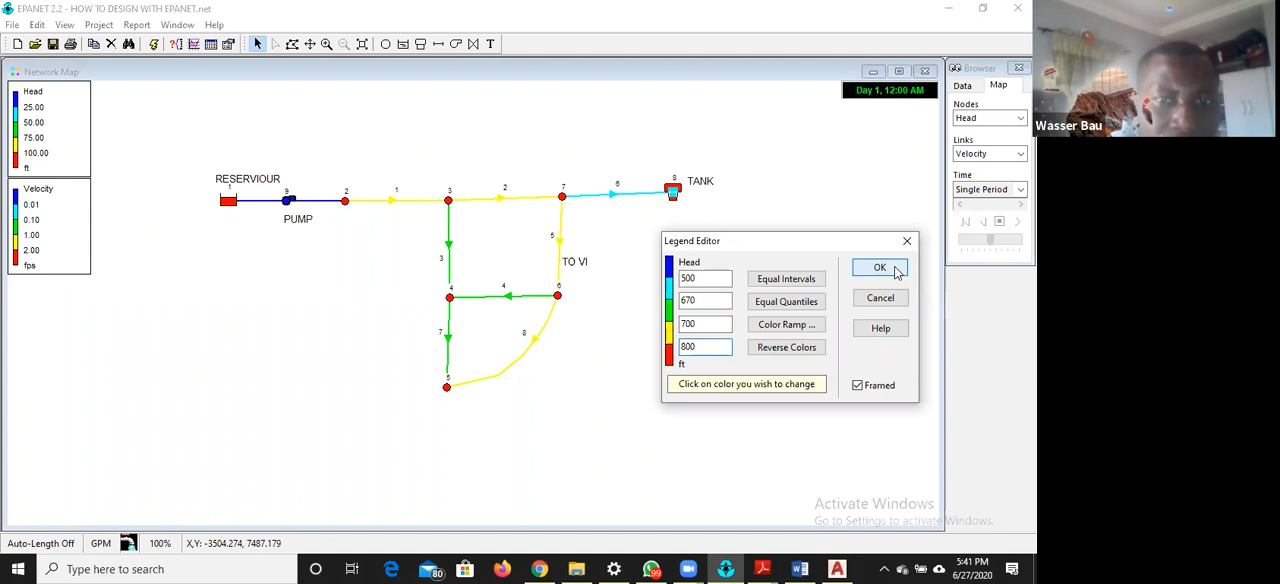 EPANET 2.2 - HOW TO DESIGN WITH EPANET.net
File Edit View Project Report Window Help
Network Map
Day 1, 12:00 AM
Head
25.00
50.00
75.00
100.00
ft
Velocity
0.01
0.10
1.00
2.00
fps
RESERVIOUR
1
9
PUMP
2
1
3
2
7
6
8
TANK
3
5
TO VI
4
4
6
7
8
5
Legend Editor
Head
500
670
700
800
ft
Equal Intervals
Equal Quantiles
Color Ramp ...
Reverse Colors
Click on color you wish to change
OK
Cancel
Help
Framed
Browser
Data Map
Nodes
Head
Links
Velocity
Time
Single Period
Wasser Bau
Activate Windows
Go to Settings to activate Windows.
Auto-Length Off GPM 100% X,Y: -3504.274, 7487.179
Type here to search
80
99
5:41 PM
6/27/2020